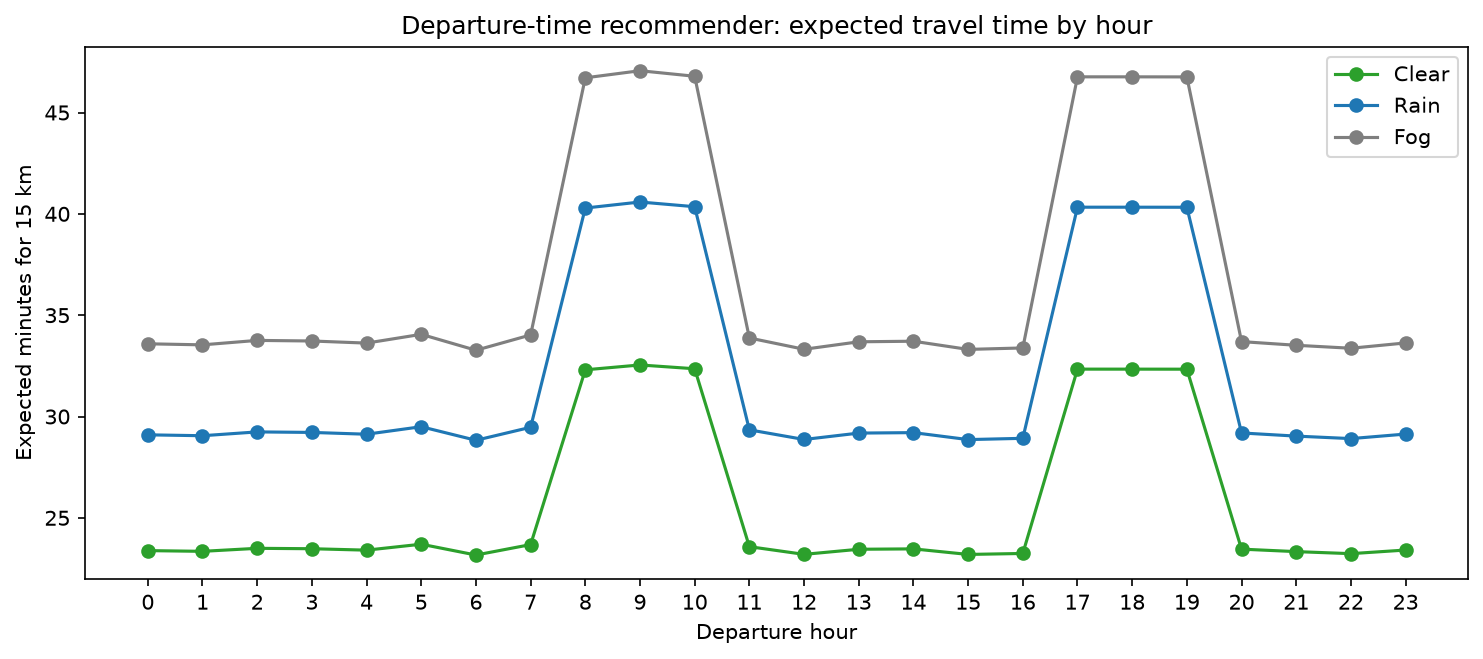 Departure-time recommender: expected travel time by hour
Clear
Rain
Fog
Expected minutes for 15 km
45
40
35
30
25
0 1 2 3 4 5 6 7 8 9 10 11 12 13 14 15 16 17 18 19 20 21 22 23
Departure hour